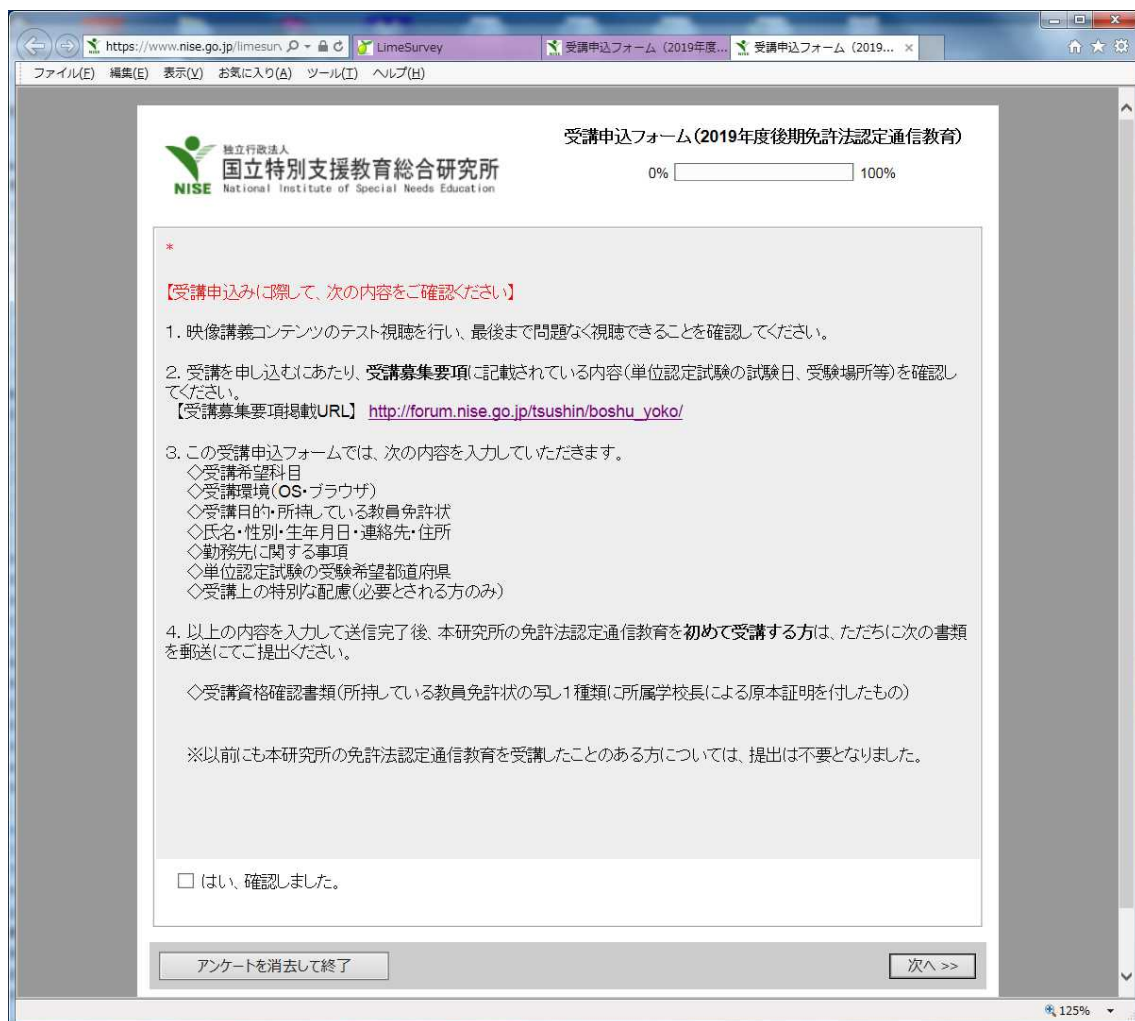 https://www.nise.go.jp/limesurv
LimeSurvey
受講申込フォーム（2019年度...
受講申込フォーム（2019...
ファイル(F) 編集(E) 表示(V) お気に入り(A) ツール(T) ヘルプ(H)
受講申込フォーム（2019年度後期免許法認定通信教育）
独立行政法人
国立特別支援教育総合研究所
NISE National Institute of Special Needs Education
0% 100%
*
【受講申込みに際して、次の内容をご確認ください】
1．映像講義コンテンツのテスト視聴を行い、最後まで問題なく視聴できることを確認してください。
2．受講を申し込むにあたり、受講募集要項に記載されている内容（単位認定試験の試験日、受験場所等）を確認し
てください。
【受講募集要項掲載URL】 http://forum.nise.go.jp/tsushin/boshu_yoko/
3．この受講申込フォームでは、次の内容を入力していただきます。
◇受講希望科目
◇受講環境（OS・ブラウザ）
◇受講目的・所持している教員免許状
◇氏名・性別・生年月日・連絡先・住所
◇勤務先に関する事項
◇単位認定試験の受験希望都道府県
◇受講上の特別な配慮（必要とされる方のみ）
4．以上の内容を入力して送信完了後、本研究所の免許法認定通信教育を初めて受講する方は、ただちに次の書類
を郵送にてご提出ください。
◇受講資格確認書類（所持している教員免許状の写し1種類に所属学校長による原本証明を付したもの）
※以前にも本研究所の免許法認定通信教育を受講したことのある方については、提出は不要となりました。
はい、確認しました。
アンケートを消去して終了
次へ >>
125%